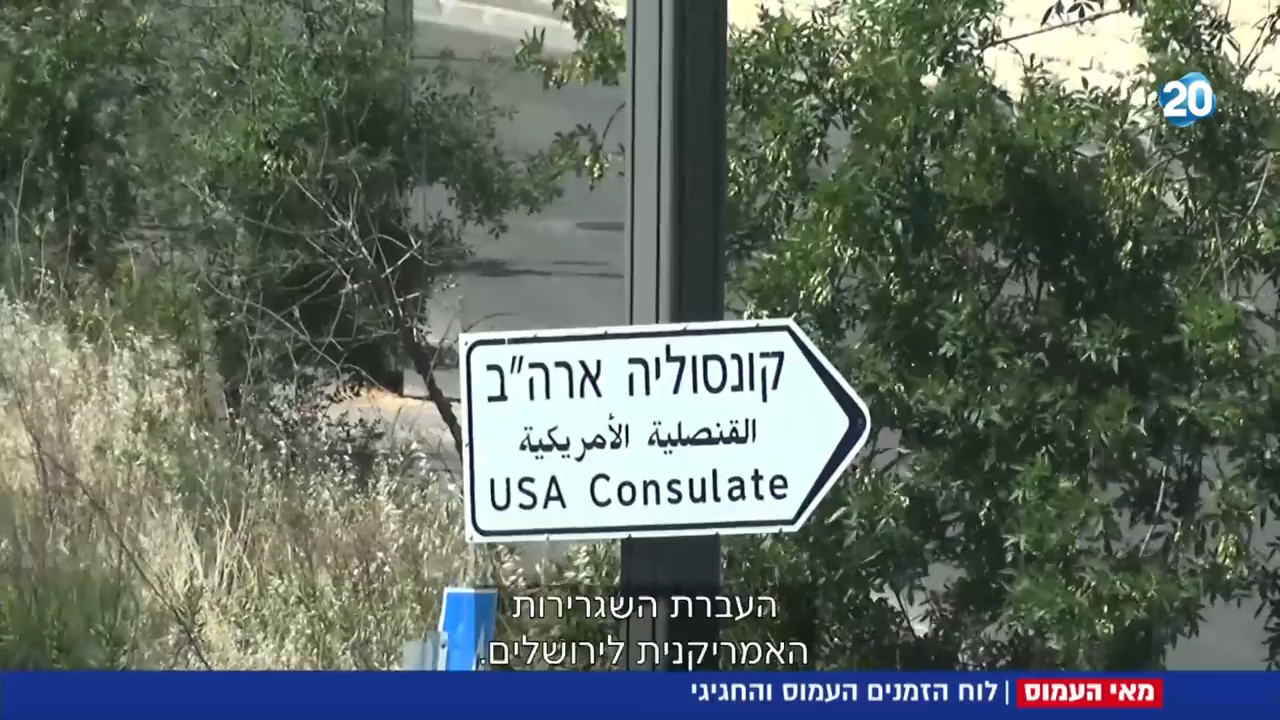 20
קונסוליה ארה"ב
القنصلية الأمريكية
USA Consulate
העברת השגרירות
האמריקנית לירושלים.
מאי העמוס | לוח הזמנים העמוס והחגיגי